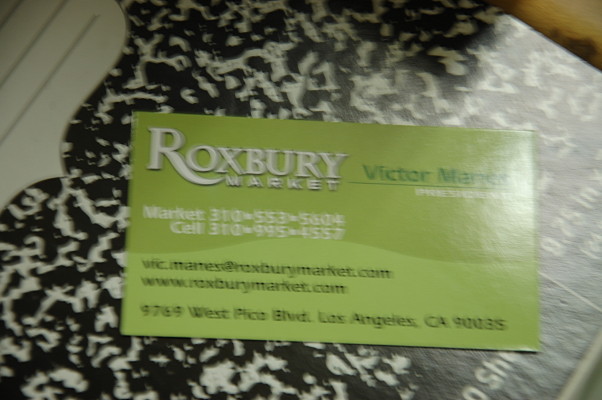 ROXBURY
MARKET
Victor Manes
PRESIDENT
Market 310•553•5604
Cell 310•995•4557
vic.manes@roxburymarket.com
www.roxburymarket.com
9769 West Pico Blvd. Los Angeles, CA 90035